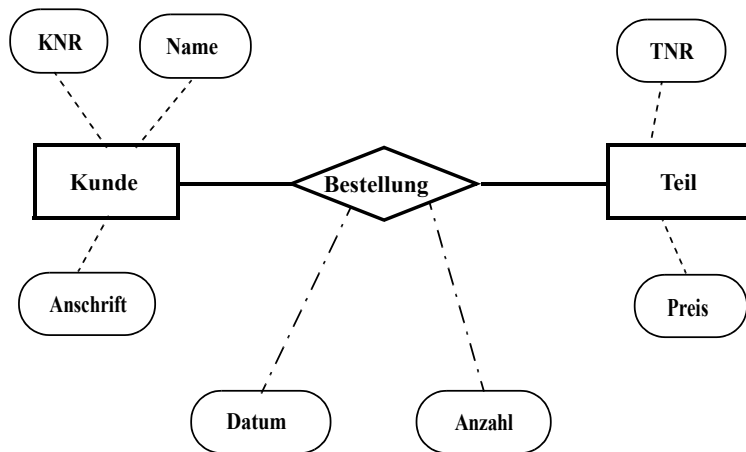 KNR
Name
TNR
Kunde
Bestellung
Teil
Anschrift
Preis
Datum
Anzahl